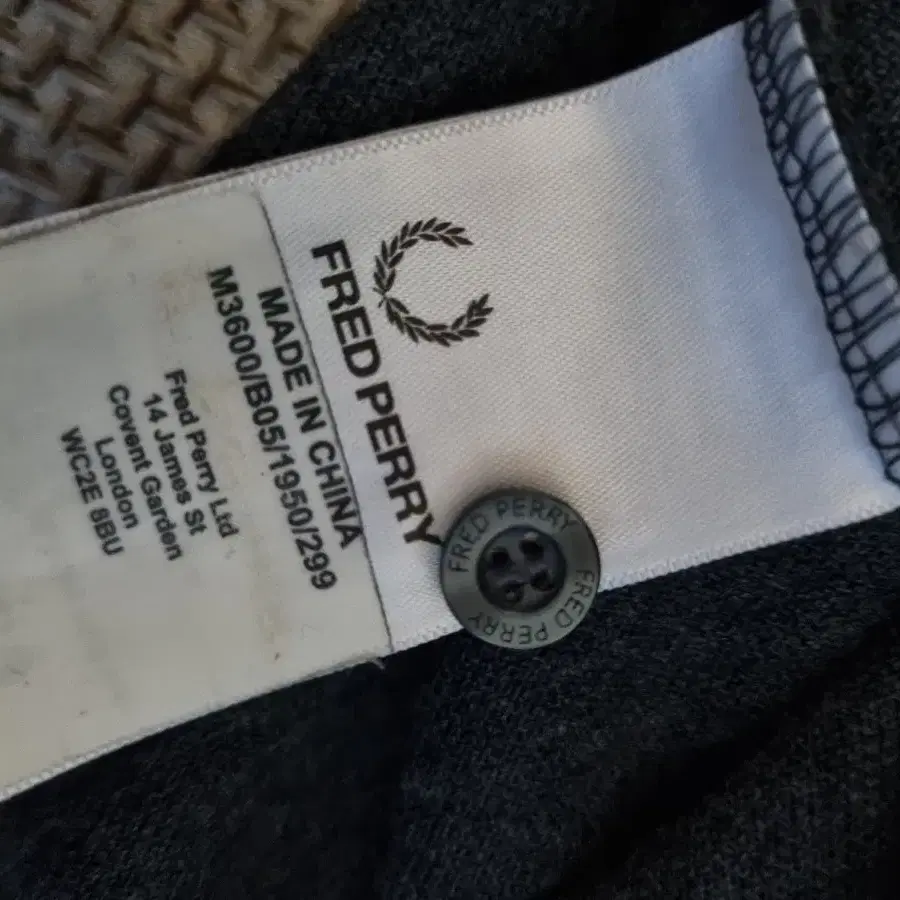 FRED PERRY
MADE IN CHINA
M3600/B05/1950/299
Fred Perry Ltd
14 James St
Covent Garden
London
WC2E 8BU
FRED PERRY
FRED PERRY